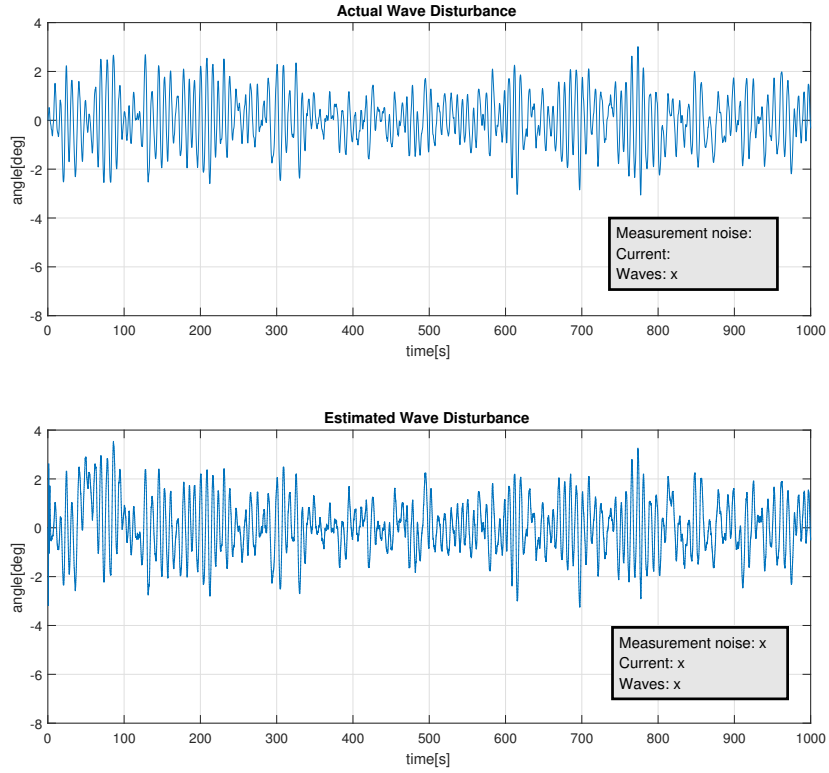 Actual Wave Disturbance
4
2
0
-2
-4
-6
-8
angle[deg]
Measurement noise:
Current:
Waves: x
0 100 200 300 400 500 600 700 800 900 1000
time[s]
Estimated Wave Disturbance
4
2
0
-2
-4
-6
-8
angle[deg]
Measurement noise: x
Current: x
Waves: x
0 100 200 300 400 500 600 700 800 900 1000
time[s]